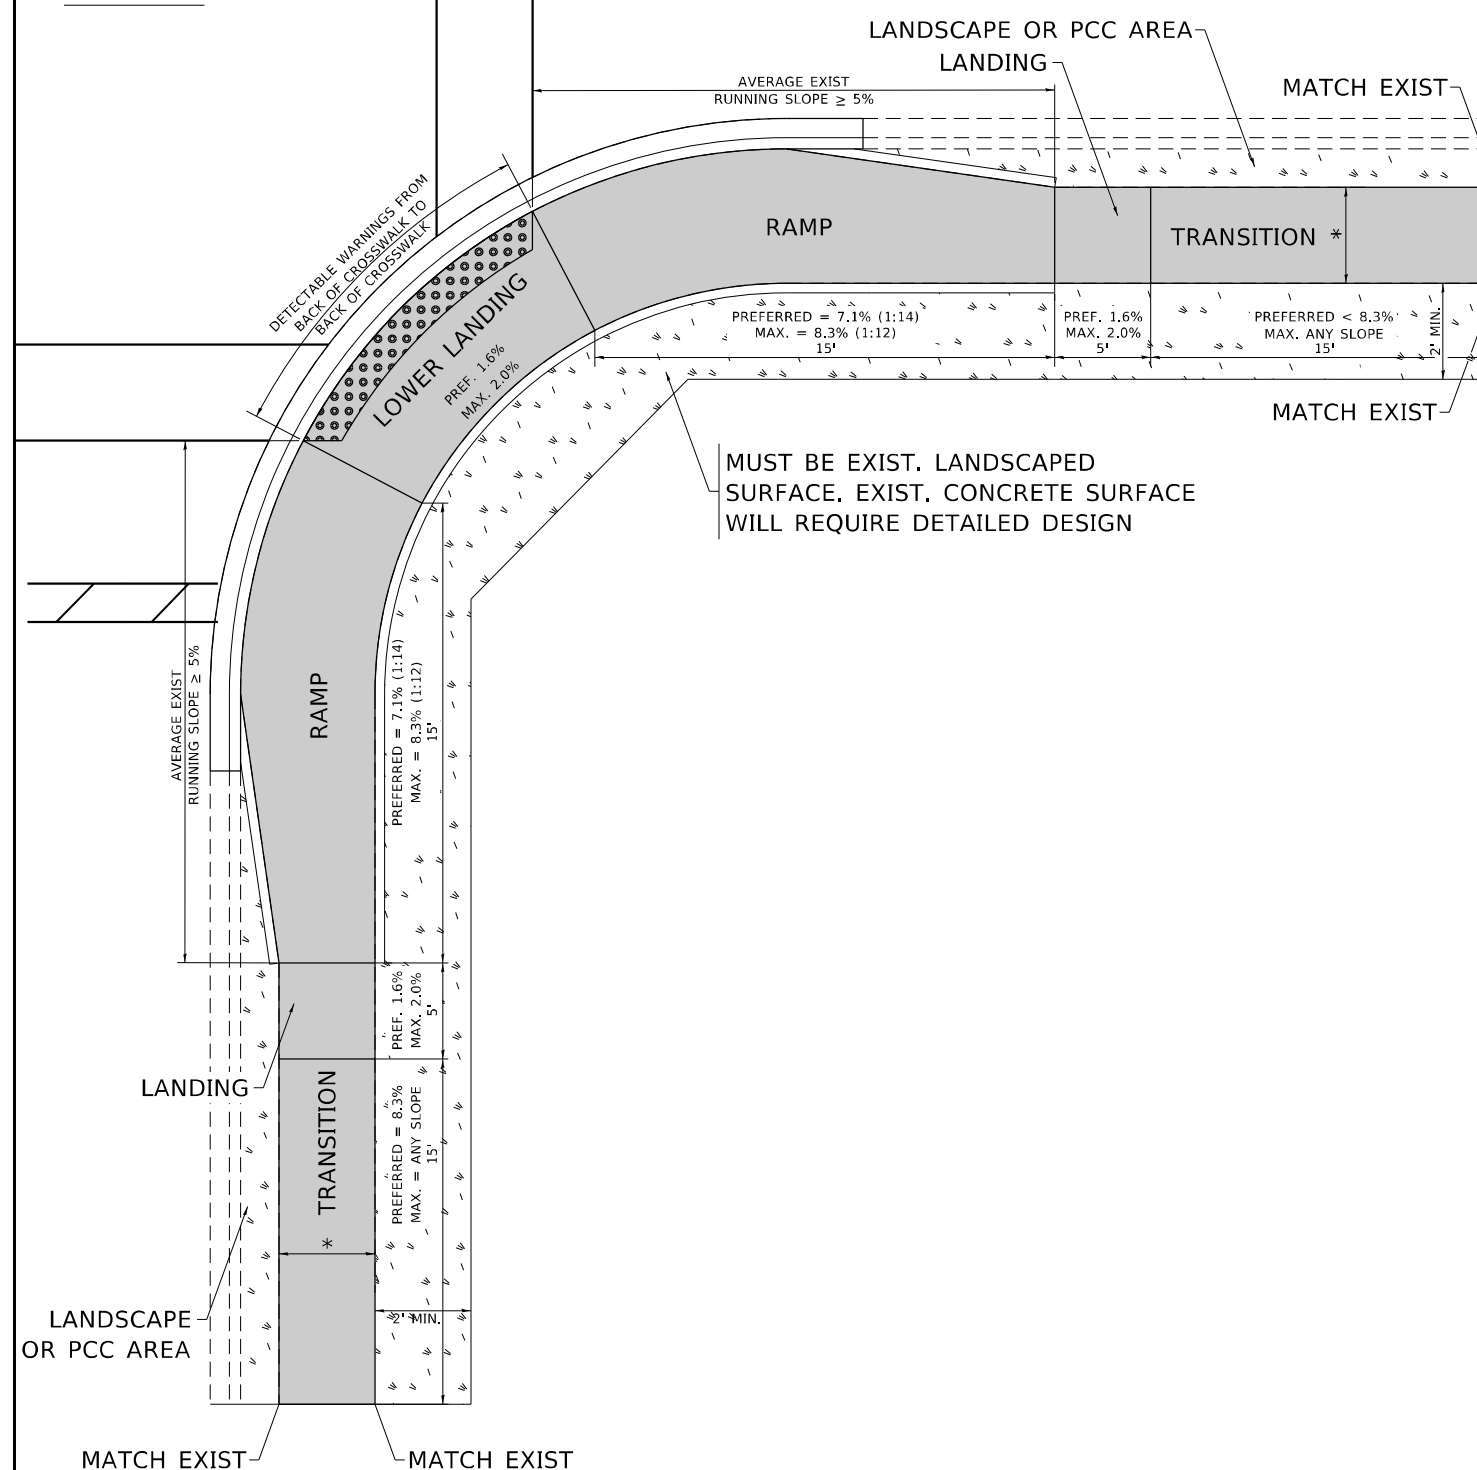 LANDSCAPE OR PCC AREA
LANDING
AVERAGE EXIST
RUNNING SLOPE ≥ 5%
MATCH EXIST
DETECTABLE WARNINGS FROM
BACK OF CROSSWALK TO
BACK OF CROSSWALK
RAMP
TRANSITION *
LOWER LANDING
PREF. 1.6%
MAX. 2.0%
PREFERRED = 7.1% (1:14)
MAX. = 8.3% (1:12)
15'
PREF. 1.6%
MAX. 2.0%
5'
PREFERRED < 8.3%
MAX. ANY SLOPE
15'
2' MIN.
MATCH EXIST
MUST BE EXIST. LANDSCAPED
SURFACE. EXIST. CONCRETE SURFACE
WILL REQUIRE DETAILED DESIGN
AVERAGE EXIST
RUNNING SLOPE ≥ 5%
RAMP
PREFERRED = 7.1% (1:14)
MAX. = 8.3% (1:12)
15'
PREF. 1.6%
MAX. 2.0%
5'
LANDING
* TRANSITION
PREFERRED = 8.3%
MAX. = ANY SLOPE
15'
2' MIN.
LANDSCAPE
OR PCC AREA
MATCH EXIST
MATCH EXIST